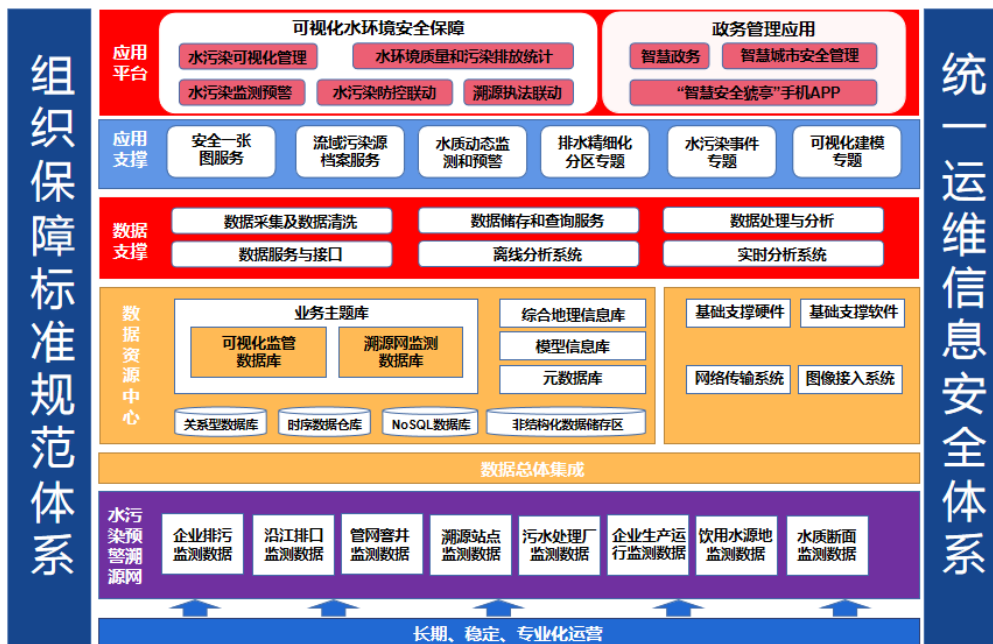 组织保障标准规范体系
应用
平台
可视化水环境安全保障
水污染可视化管理
水环境质量和污染排放统计
水污染监测预警
水污染防控联动
溯源执法联动
政务管理应用
智慧政务
智慧城市安全管理
“智慧安全猇亭”手机APP
应用
支撑
安全一张
图服务
流域污染源
档案服务
水质动态监
测和预警
排水精细化
分区专题
水污染事件
专题
可视化建模
专题
数据
支撑
数据采集及数据清洗
数据储存和查询服务
数据处理与分析
数据服务与接口
离线分析系统
实时分析系统
数据资源中心
业务主题库
可视化监管
数据库
溯源网监测
数据库
综合地理信息库
模型信息库
元数据库
关系型数据库
时序数据仓库
NoSQL数据库
非结构化数据储存区
基础支撑硬件
基础支撑软件
网络传输系统
图像接入系统
数据总体集成
水污
染预
警溯
源网
企业排污
监测数据
沿江排口
监测数据
管网窨井
监测数据
溯源站点
监测数据
污水处理厂
监测数据
企业生产运
行监测数据
饮用水源地
监测数据
水质断面
监测数据
长期、稳定、专业化运营
统一运维信息安全体系